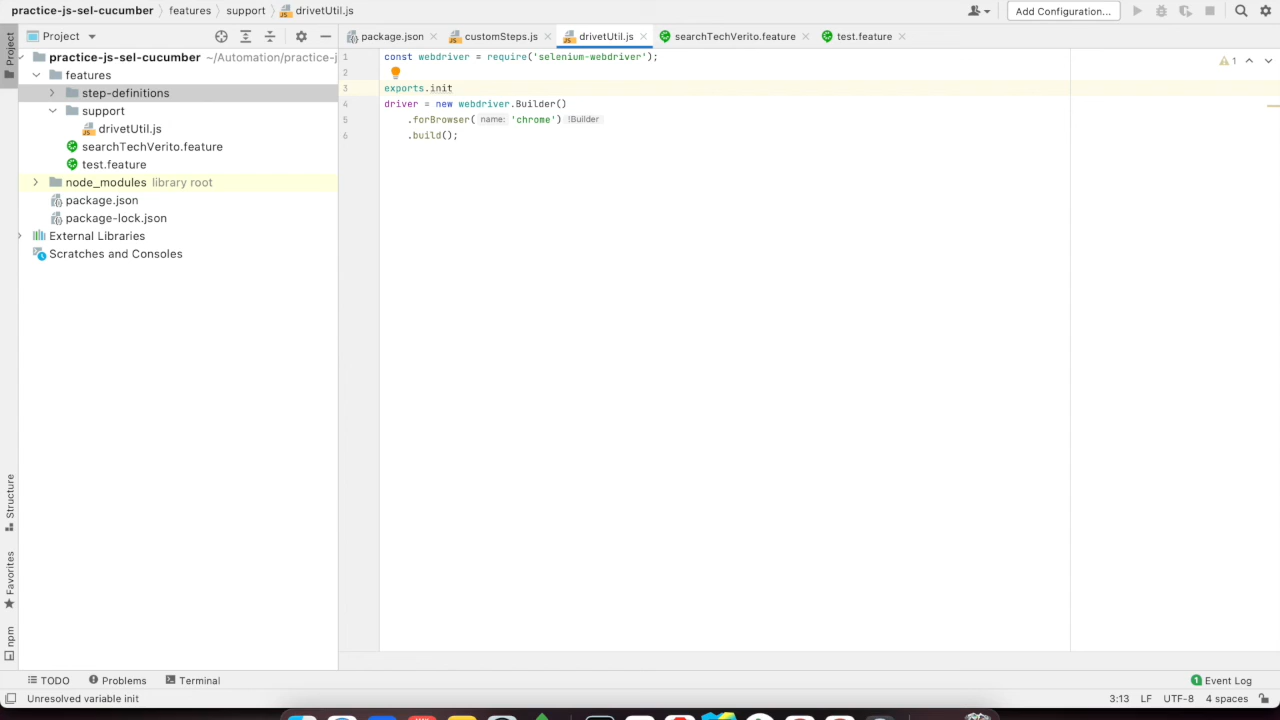 practice-js-sel-cucumber features support drivetUtil.js Add Configuration...
Project package.json customSteps.js drivetUtil.js searchTechVerito.feature test.feature
practice-js-sel-cucumber ~/Automation/practice-j
features
step-definitions
support
drivetUtil.js
searchTechVerito.feature
test.feature
node_modules library root
package.json
package-lock.json
External Libraries
Scratches and Consoles
1 const webdriver = require('selenium-webdriver');
2
3 exports.init
4 driver = new webdriver.Builder()
5 .forBrowser( name: 'chrome') !Builder
6 .build();
1
Project
Structure
Favorites
npm
TODO Problems Terminal 1 Event Log
Unresolved variable init 3:13 LF UTF-8 4 spaces